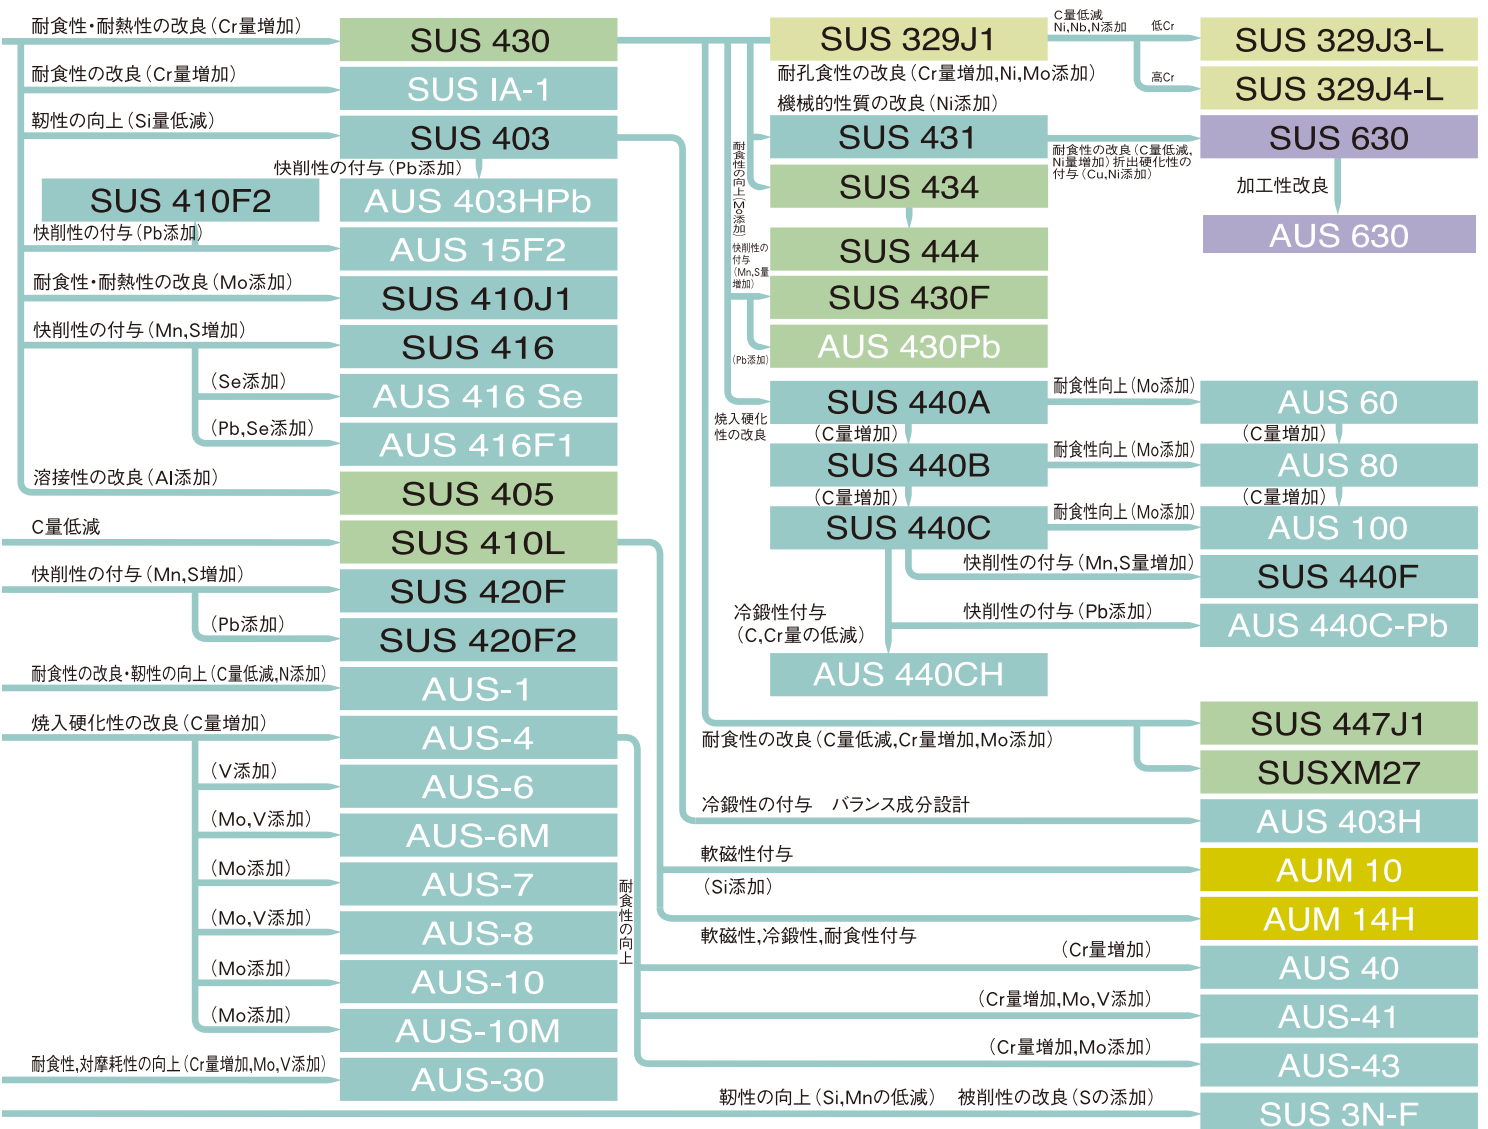 耐食性・耐熱性の改良(Cr量増加)
SUS 430
耐食性の改良(Cr量増加)
SUS IA-1
靭性の向上(Si量低減)
SUS 403
快削性の付与(Pb添加)
SUS 410F2
AUS 403HPb
快削性の付与(Pb添加)
AUS 15F2
耐食性・耐熱性の改良(Mo添加)
SUS 410J1
快削性の付与(Mn,S増加)
SUS 416
(Se添加)
AUS 416 Se
(Pb,Se添加)
AUS 416F1
溶接性の改良(Al添加)
SUS 405
C量低減
SUS 410L
快削性の付与(Mn,S増加)
SUS 420F
(Pb添加)
SUS 420F2
耐食性の改良・靭性の向上(C量低減,N添加)
AUS-1
焼入硬化性の改良(C量増加)
AUS-4
(V添加)
AUS-6
(Mo,V添加)
AUS-6M
(Mo添加)
AUS-7
(Mo,V添加)
AUS-8
(Mo添加)
AUS-10
(Mo添加)
AUS-10M
耐食性,対摩耗性の向上(Cr量増加,Mo,V添加)
AUS-30
SUS 329J1
耐孔食性の改良(Cr量増加,Ni,Mo添加)
C量低減
Ni,Nb,N添加
低Cr
SUS 329J3-L
高Cr
SUS 329J4-L
機械的性質の改良(Ni添加)
SUS 431
耐食性の改良(C量低減,
Ni量増加)折出硬化性の
付与(Cu,Ni添加)
SUS 630
加工性改良
AUS 630
耐食性の向上(Mo添加)
SUS 434
SUS 444
快削性の
付与
(Mn,S量
増加)
SUS 430F
(Pb添加)
AUS 430Pb
焼入硬化
性の改良
SUS 440A
耐食性向上(Mo添加)
AUS 60
(C量増加)
(C量増加)
SUS 440B
耐食性向上(Mo添加)
AUS 80
(C量増加)
(C量増加)
SUS 440C
耐食性向上(Mo添加)
AUS 100
快削性の付与(Mn,S量増加)
SUS 440F
冷鍛性付与
(C,Cr量の低減)
快削性の付与(Pb添加)
AUS 440C-Pb
AUS 440CH
SUS 447J1
耐食性の改良(C量低減,Cr量増加,Mo添加)
SUSXM27
冷鍛性の付与　バランス成分設計
AUS 403H
軟磁性付与
(Si添加)
AUM 10
AUM 14H
軟磁性,冷鍛性,耐食性付与
耐食性の向上
(Cr量増加)
AUS 40
(Cr量増加,Mo,V添加)
AUS-41
(Cr量増加,Mo添加)
AUS-43
靭性の向上(Si,Mnの低減)　被削性の改良(Sの添加)
SUS 3N-F